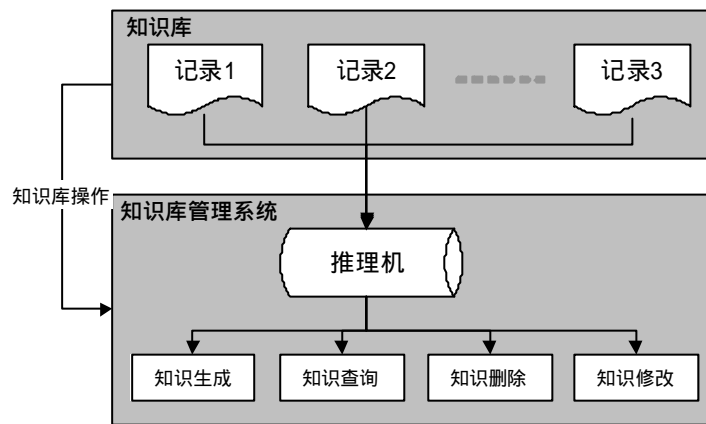 知识库
记录1
记录2
记录3
知识库操作
知识库管理系统
推理机
知识生成
知识查询
知识删除
知识修改